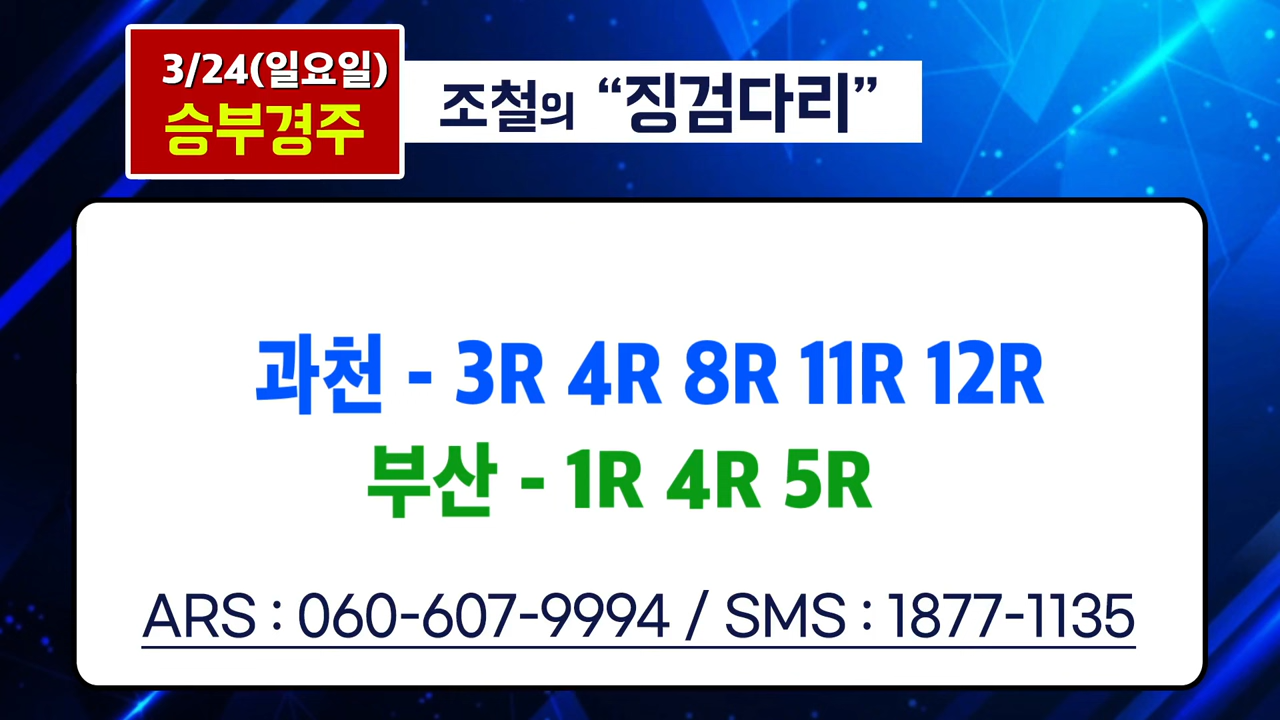 3/24(일요일)
승부경주
조철의 “징검다리”
과천 - 3R 4R 8R 11R 12R
부산 - 1R 4R 5R
ARS : 060-607-9994 / SMS : 1877-1135